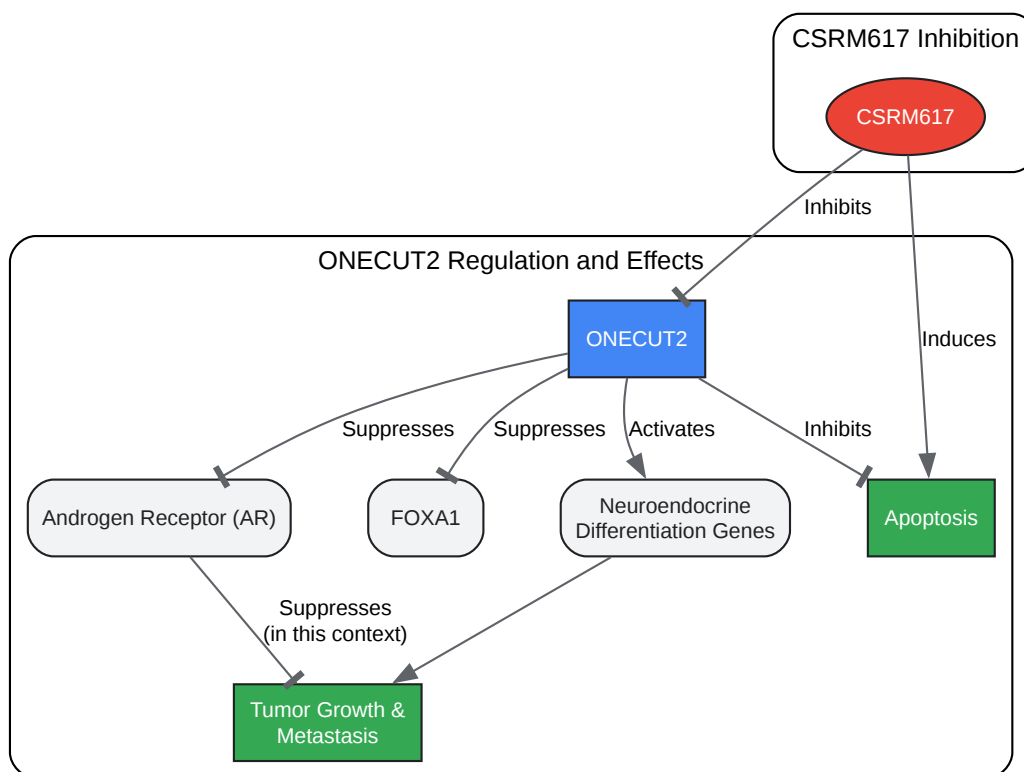 CSRM617 Inhibition
CSRM617
Inhibits
ONECUT2 Regulation and Effects
ONECUT2
Induces
Suppresses
Suppresses
Activates
Inhibits
Androgen Receptor (AR)
FOXA1
Neuroendocrine
Differentiation Genes
Apoptosis
Suppresses
(in this context)
Tumor Growth &
Metastasis